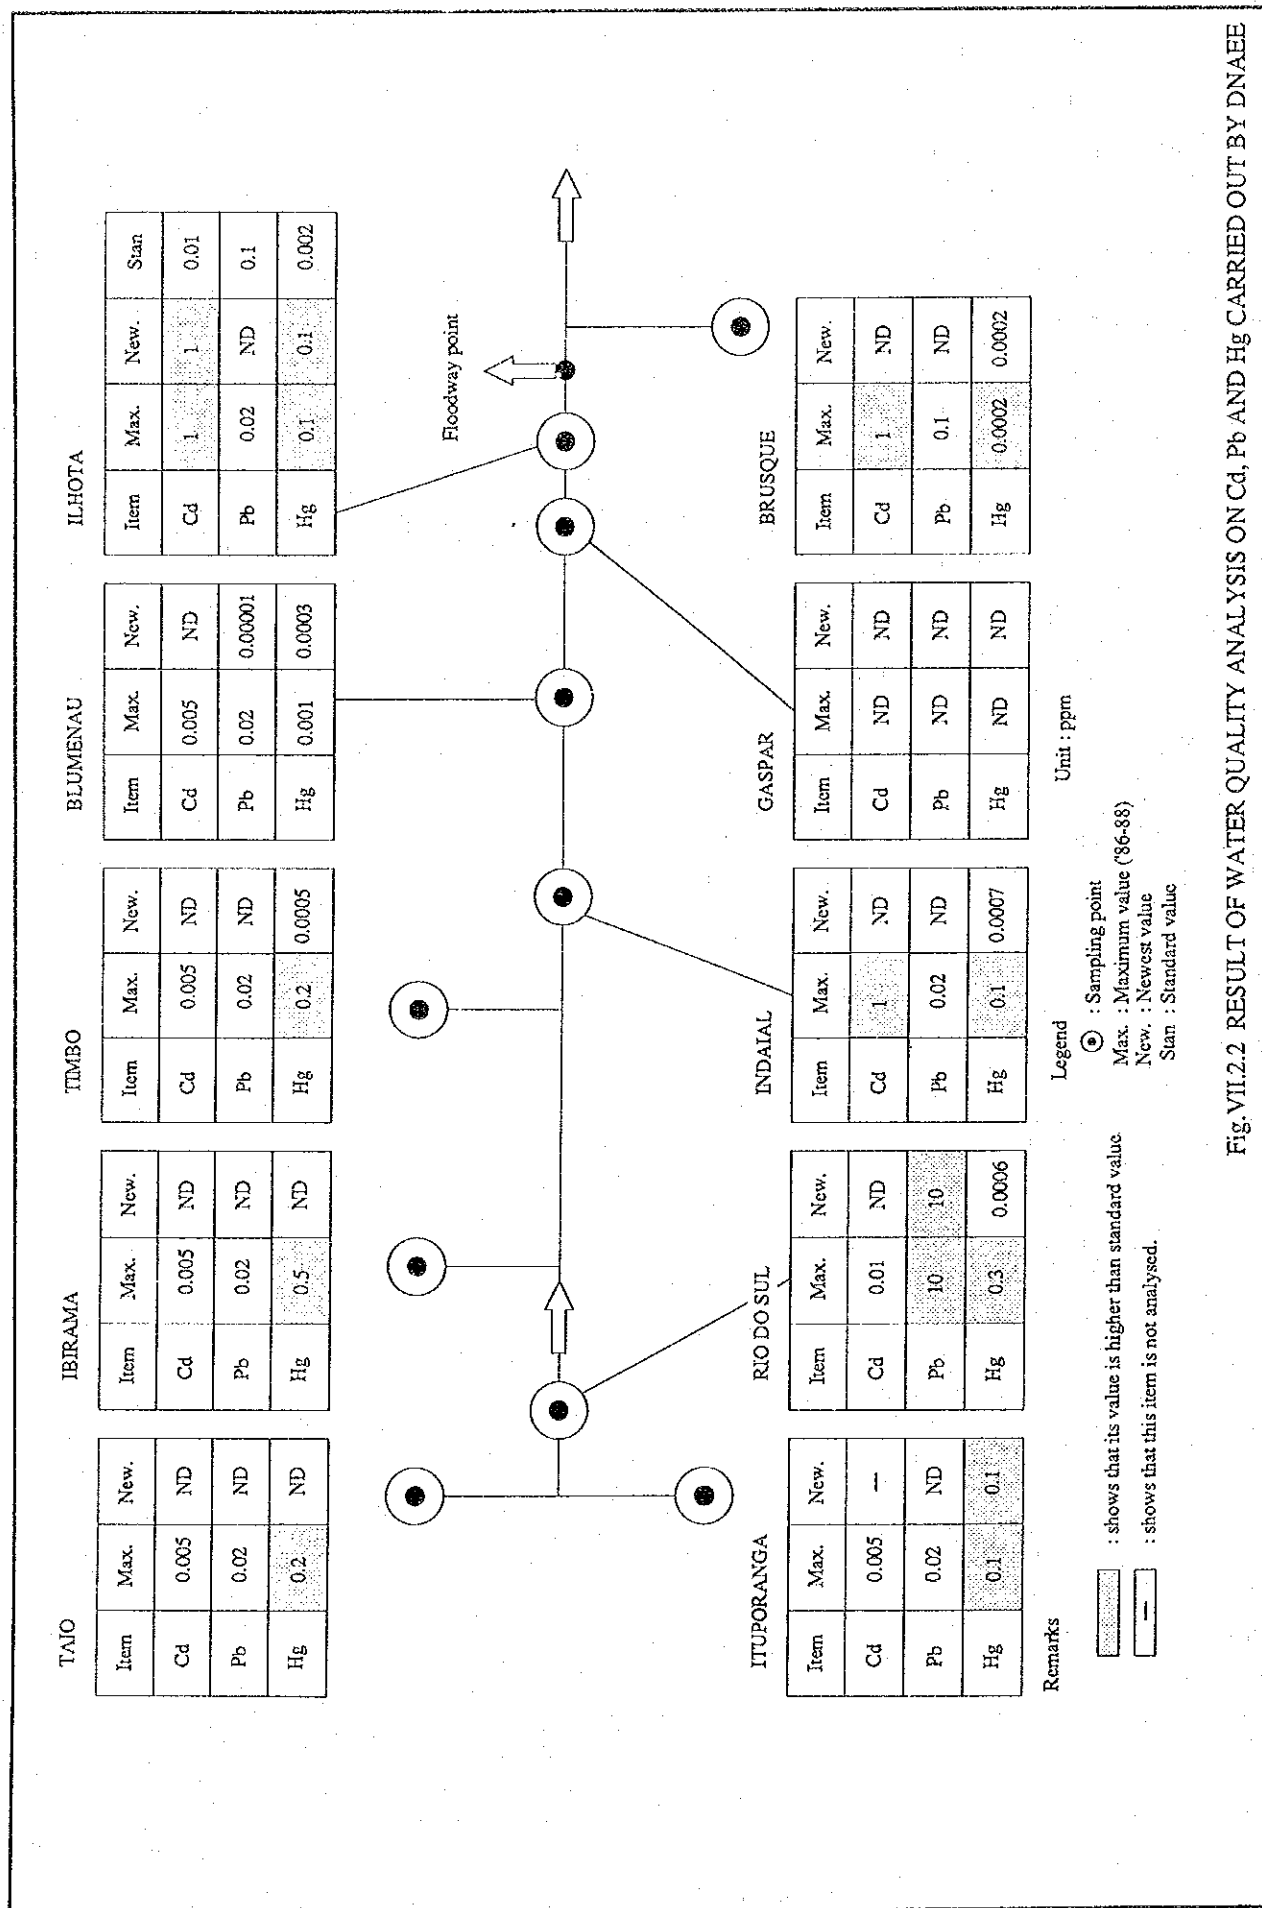 TAIO
Item Max. New.
Cd 0.005 ND
Pb 0.02 ND
Hg 0.2 ND
IBIRAMA
Item Max. New.
Cd 0.005 ND
Pb 0.02 ND
Hg 0.5 ND
TIMBO
Item Max. New.
Cd 0.005 ND
Pb 0.02 ND
Hg 0.2 0.0005
BLUMENAU
Item Max. New.
Cd 0.005 ND
Pb 0.02 0.00001
Hg 0.001 0.0003
ILHOTA
Item Max. New. Stan
Cd 1 1 0.01
Pb 0.02 ND 0.1
Hg 0.1 0.1 0.002
Floodway point
ITUPORANGA
Item Max. New.
Cd 0.005 —
Pb 0.02 ND
Hg 0.1 0.1
RIO DO SUL
Item Max. New.
Cd 0.01 ND
Pb 10 10
Hg 0.3 0.0006
INDAIAL
Item Max. New.
Cd 1 ND
Pb 0.02 ND
Hg 0.1 0.0007
GASPAR
Item Max. New.
Cd ND ND
Pb ND ND
Hg ND ND
BRUSQUE
Item Max. New.
Cd 1 ND
Pb 0.1 ND
Hg 0.0002 0.0002
Remarks
: shows that its value is higher than standard value.
— : shows that this item is not analysed.
Legend
: Sampling point
Max. : Maximum value ('86-88)
New. : Newest value
Stan : Standard value
Unit : ppm
Fig.VII.2.2 RESULT OF WATER QUALITY ANALYSIS ON Cd, Pb AND Hg CARRIED OUT BY DNAEE